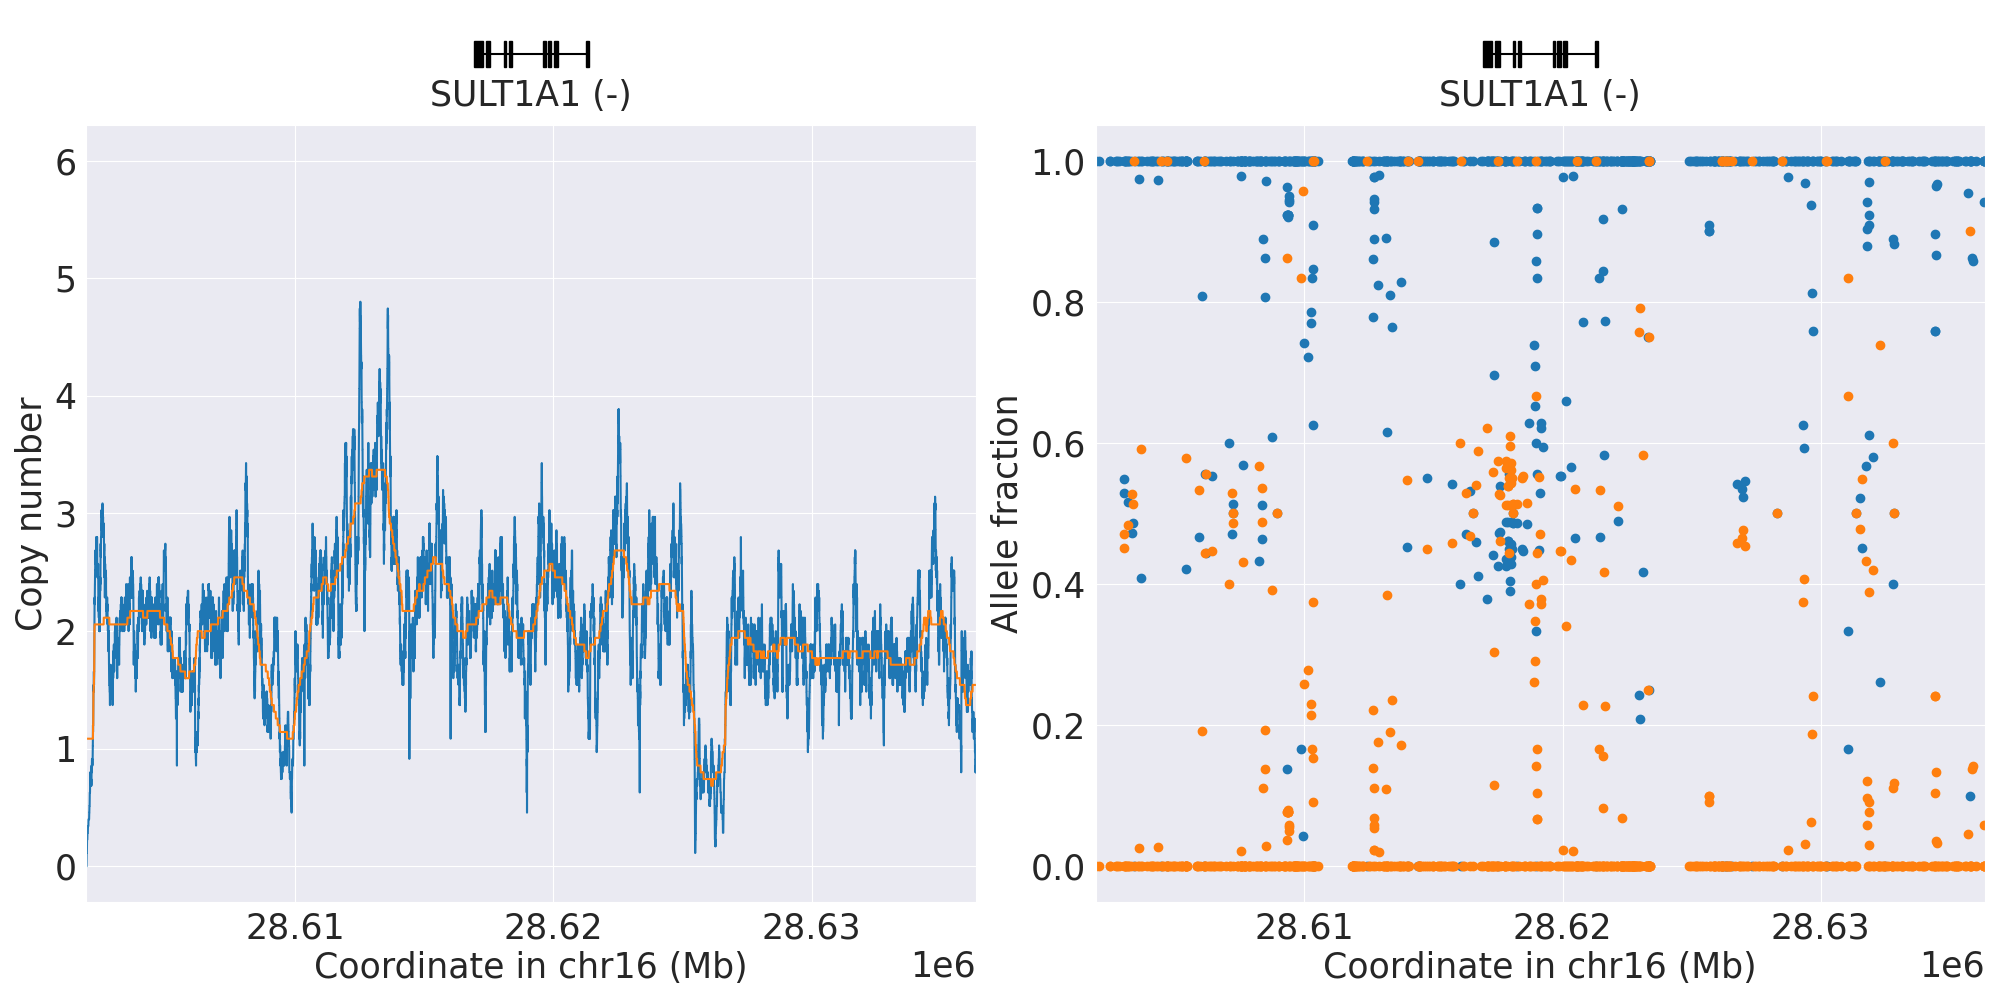 SULT1A1 (-)
6
5
4
3
2
1
0
Copy number
28.61
28.62
28.63
Coordinate in chr16 (Mb)
1e6
SULT1A1 (-)
1.0
0.8
0.6
0.4
0.2
0.0
Allele fraction
28.61
28.62
28.63
Coordinate in chr16 (Mb)
1e6